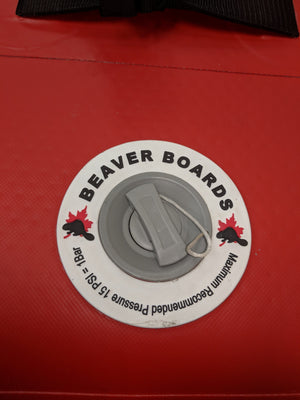 BEAVER BOARDS
Maximum Recommended Pressure 15 PSI = 1Bar